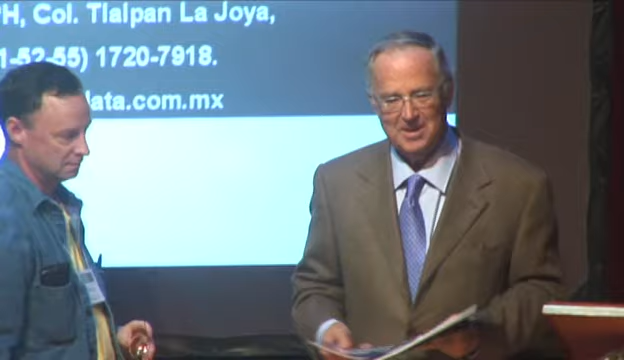 PH, Col. Tlalpan La Joya,
1-52-55) 1720-7918.
data.com.mx